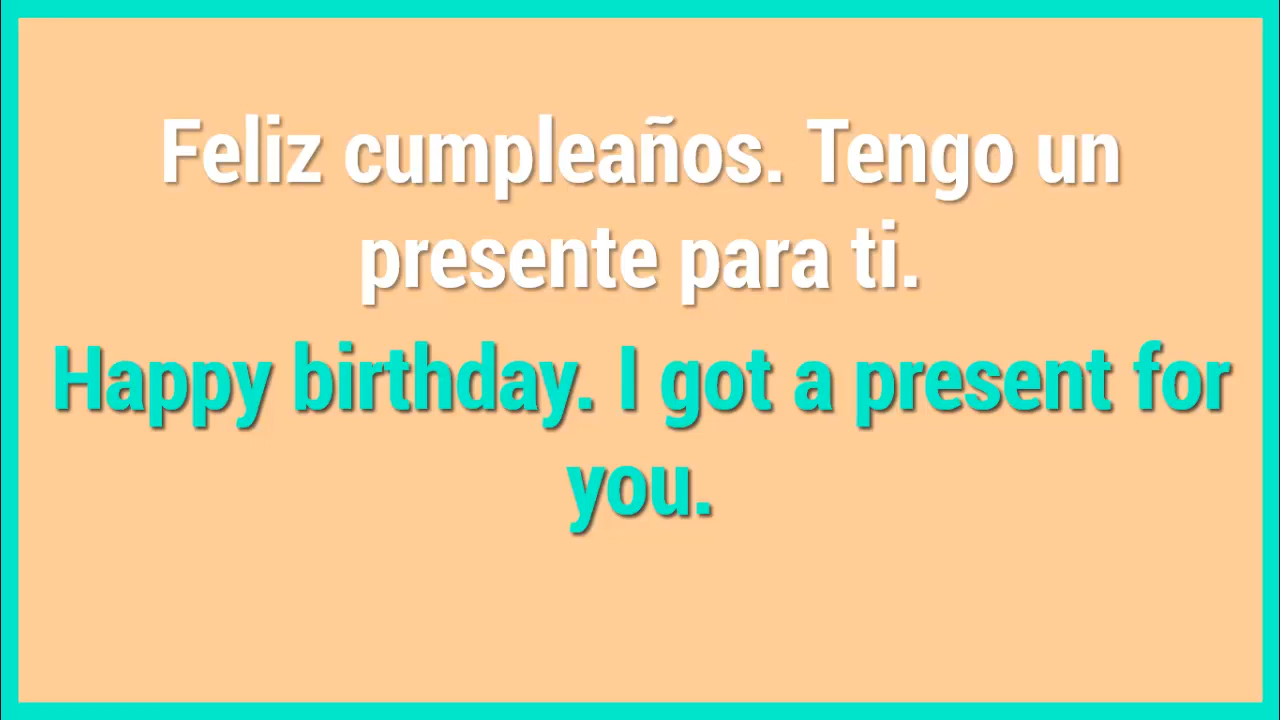 Feliz cumpleaños. Tengo un
presente para ti.
Happy birthday. I got a present for
you.